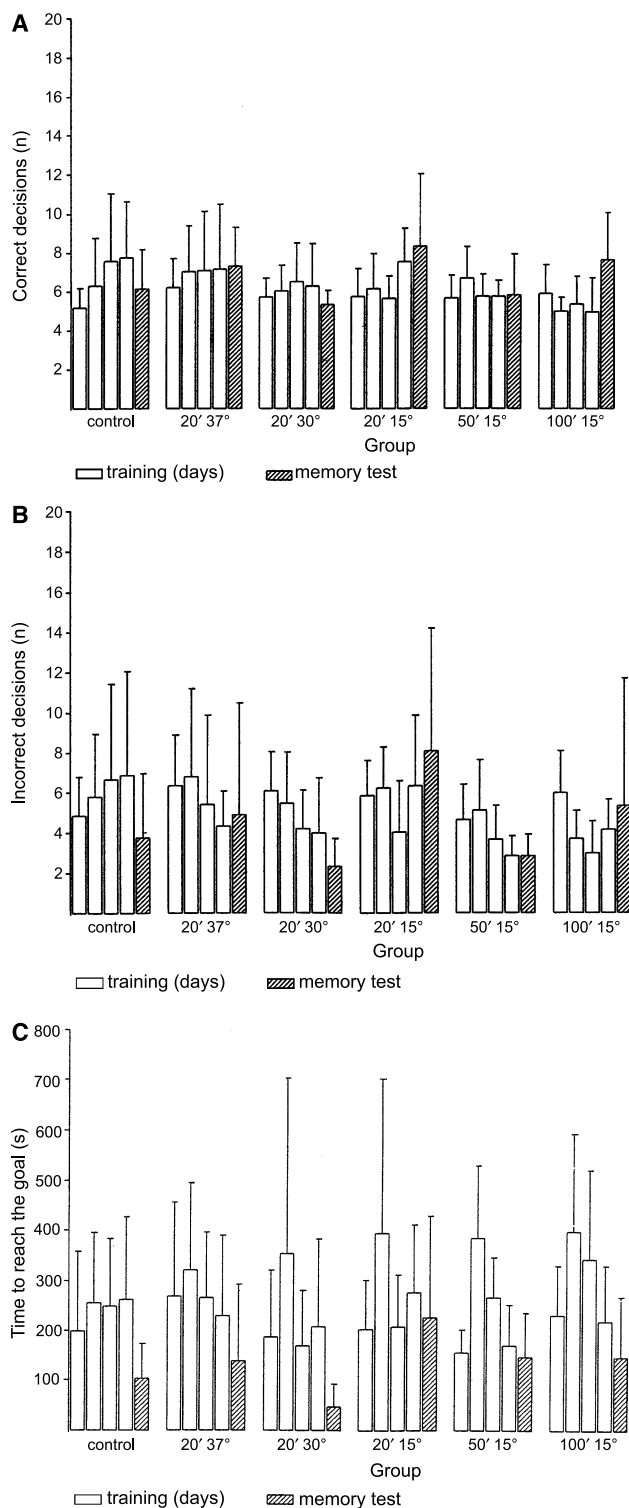 A
Correct decisions (n)
20
18
16
14
12
10
8
6
4
2
control 20′ 37° 20′ 30° 20′ 15° 50′ 15° 100′ 15°
Group
training (days) memory test
B
Incorrect decisions (n)
20
18
16
14
12
10
8
6
4
2
control 20′ 37° 20′ 30° 20′ 15° 50′ 15° 100′ 15°
Group
training (days) memory test
C
Time to reach the goal (s)
800
700
600
500
400
300
200
100
control 20′ 37° 20′ 30° 20′ 15° 50′ 15° 100′ 15°
Group
training (days) memory test